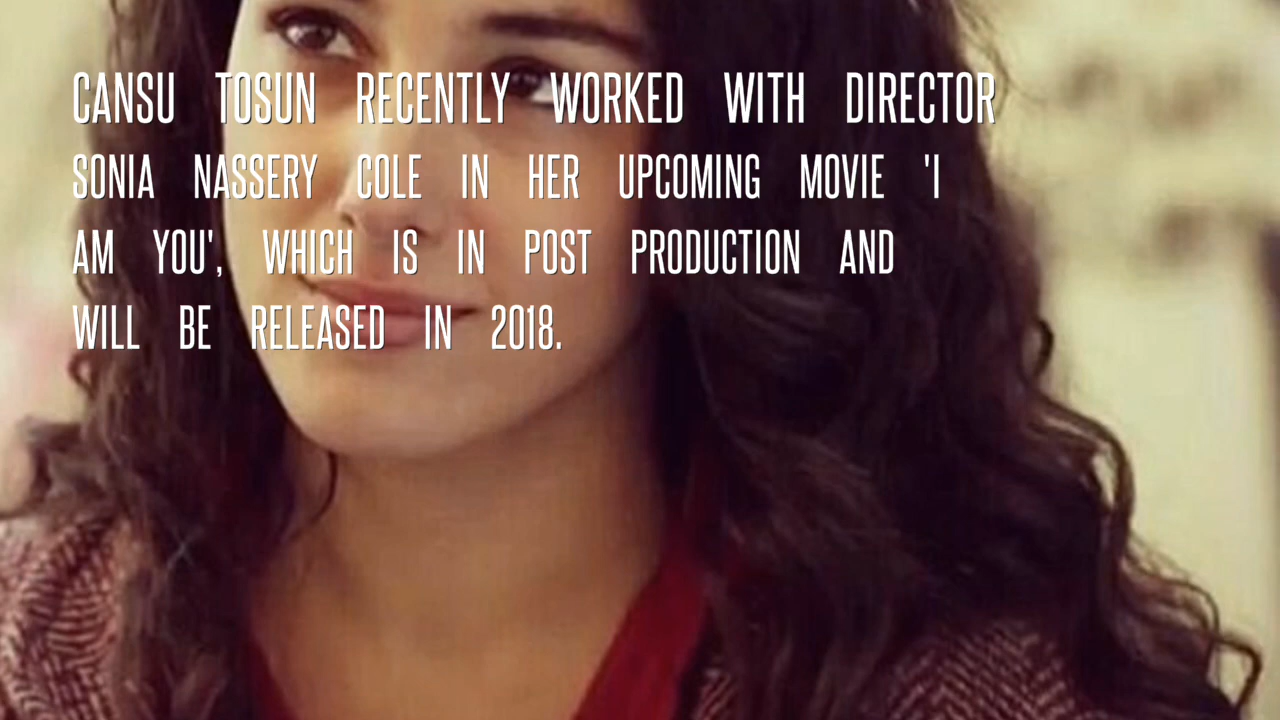 CANSU TOSUN RECENTLY WORKED WITH DIRECTOR
SONIA NASSERY COLE IN HER UPCOMING MOVIE 'I
AM YOU', WHICH IS IN POST PRODUCTION AND
WILL BE RELEASED IN 2018.